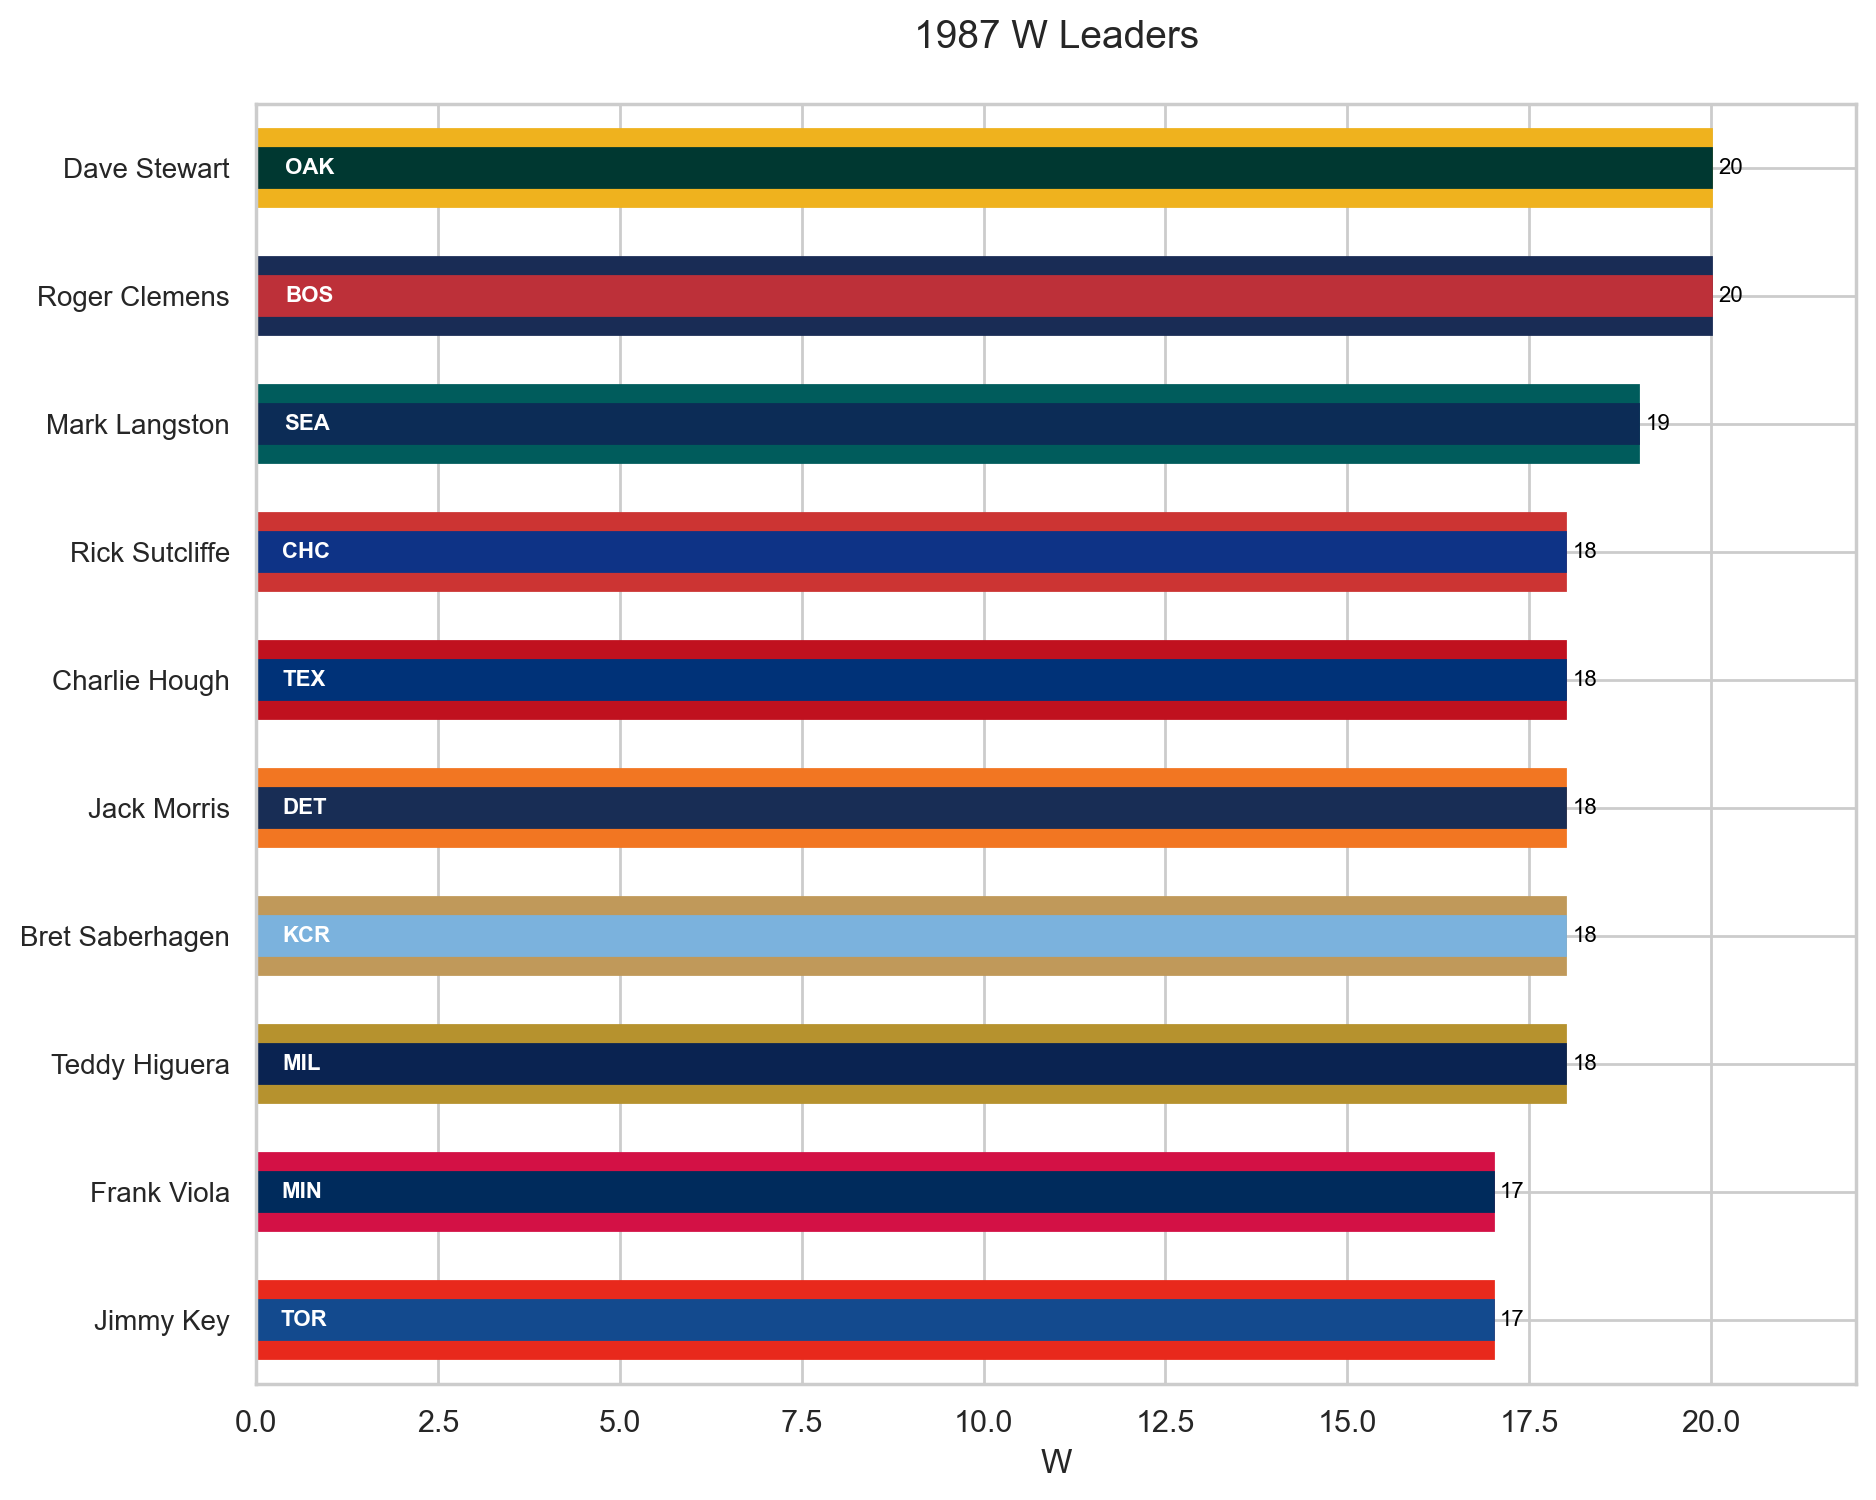 1987 W Leaders
Dave Stewart OAK 20
Roger Clemens BOS 20
Mark Langston SEA 19
Rick Sutcliffe CHC 18
Charlie Hough TEX 18
Jack Morris DET 18
Bret Saberhagen KCR 18
Teddy Higuera MIL 18
Frank Viola MIN 17
Jimmy Key TOR 17
0.0 2.5 5.0 7.5 10.0 12.5 15.0 17.5 20.0
W